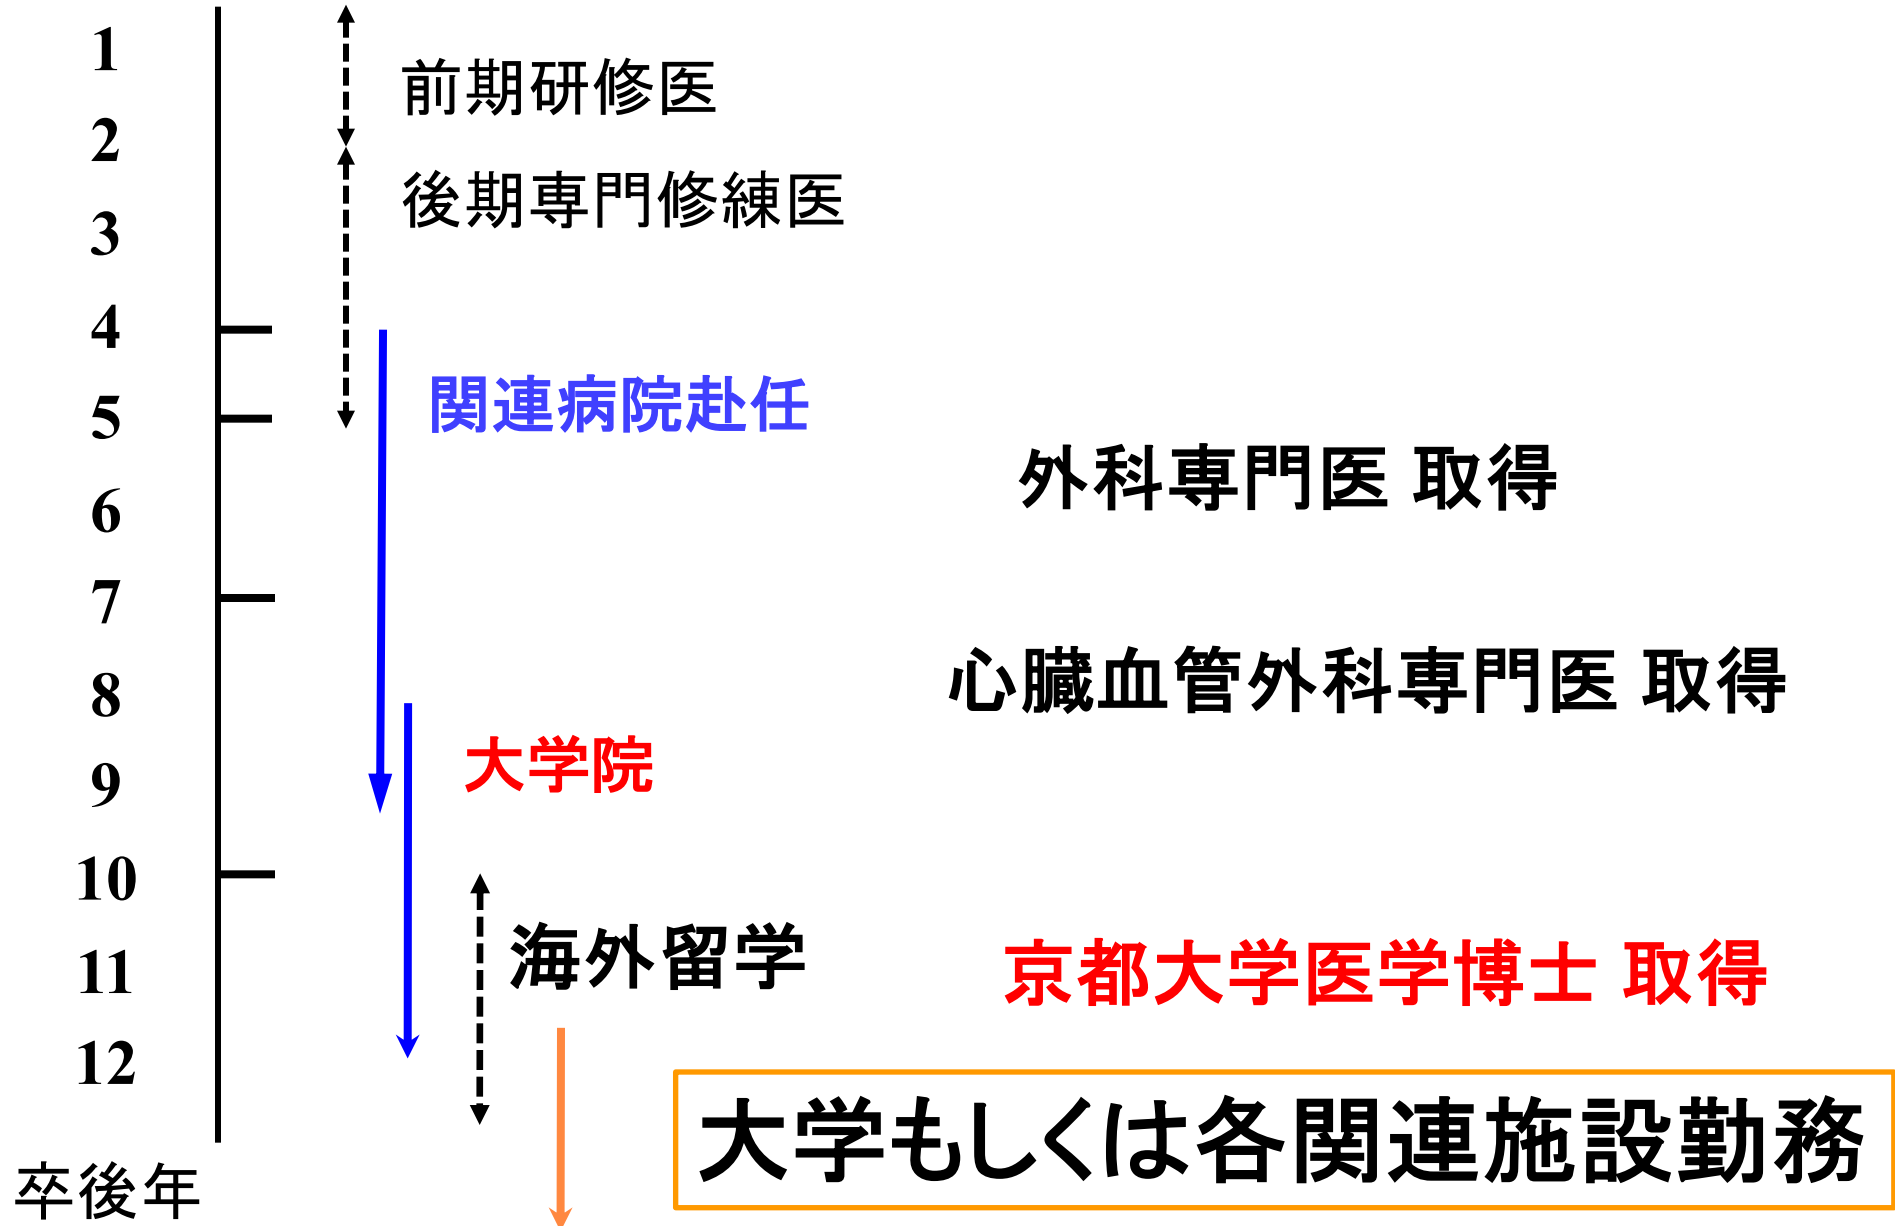 1
前期研修医
2
後期専門修練医
3
4
関連病院赴任
5
外科専門医 取得
6
7
心臓血管外科専門医 取得
8
大学院
9
10
海外留学
京都大学医学博士 取得
11
12
大学もしくは各関連施設勤務
卒後年